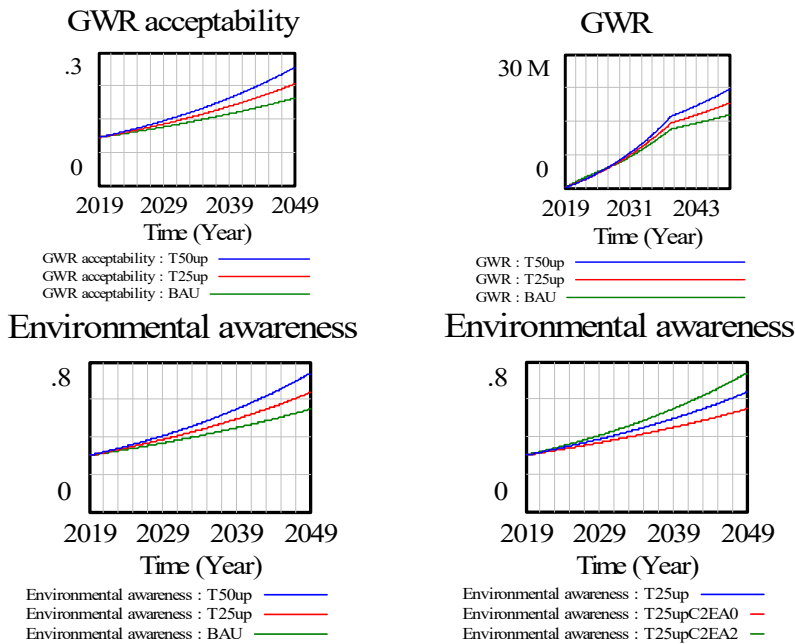 GWR acceptability
.3
0
2019 2029 2039 2049
Time (Year)
GWR acceptability : T50up
GWR acceptability : T25up
GWR acceptability : BAU
GWR
30 M
0
2019 2031 2043
Time (Year)
GWR : T50up
GWR : T25up
GWR : BAU
Environmental awareness
.8
0
2019 2029 2039 2049
Time (Year)
Environmental awareness : T50up
Environmental awareness : T25up
Environmental awareness : BAU
Environmental awareness
.8
0
2019 2029 2039 2049
Time (Year)
Environmental awareness : T25up
Environmental awareness : T25upC2EA0
Environmental awareness : T25upC2EA2